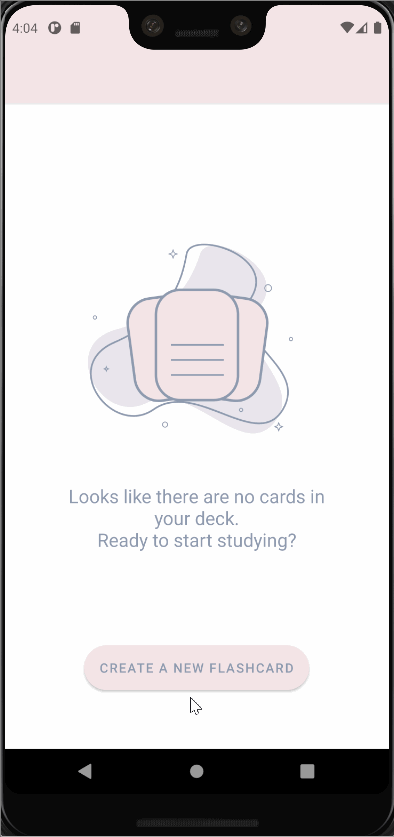 4:04
Looks like there are no cards in
your deck.
Ready to start studying?
CREATE A NEW FLASHCARD